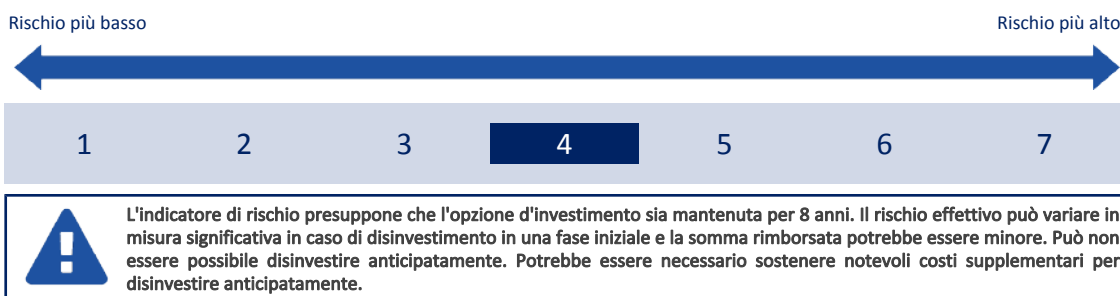 Rischio più basso Rischio più alto
1 2 3 4 5 6 7
L'indicatore di rischio presuppone che l'opzione d'investimento sia mantenuta per 8 anni. Il rischio effettivo può variare in
misura significativa in caso di disinvestimento in una fase iniziale e la somma rimborsata potrebbe essere minore. Può non
essere possibile disinvestire anticipatamente. Potrebbe essere necessario sostenere notevoli costi supplementari per
disinvestire anticipatamente.